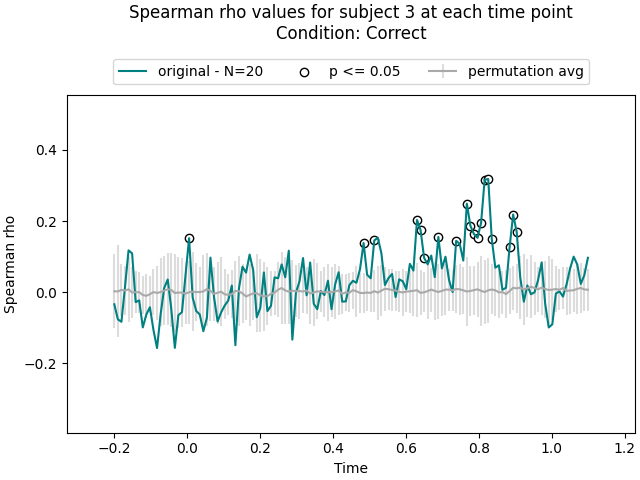 Spearman rho values for subject 3 at each time point
Condition: Correct
original - N=20
p <= 0.05
permutation avg
Spearman rho
0.4
0.2
0.0
−0.2
−0.2
0.0
0.2
0.4
0.6
0.8
1.0
1.2
Time